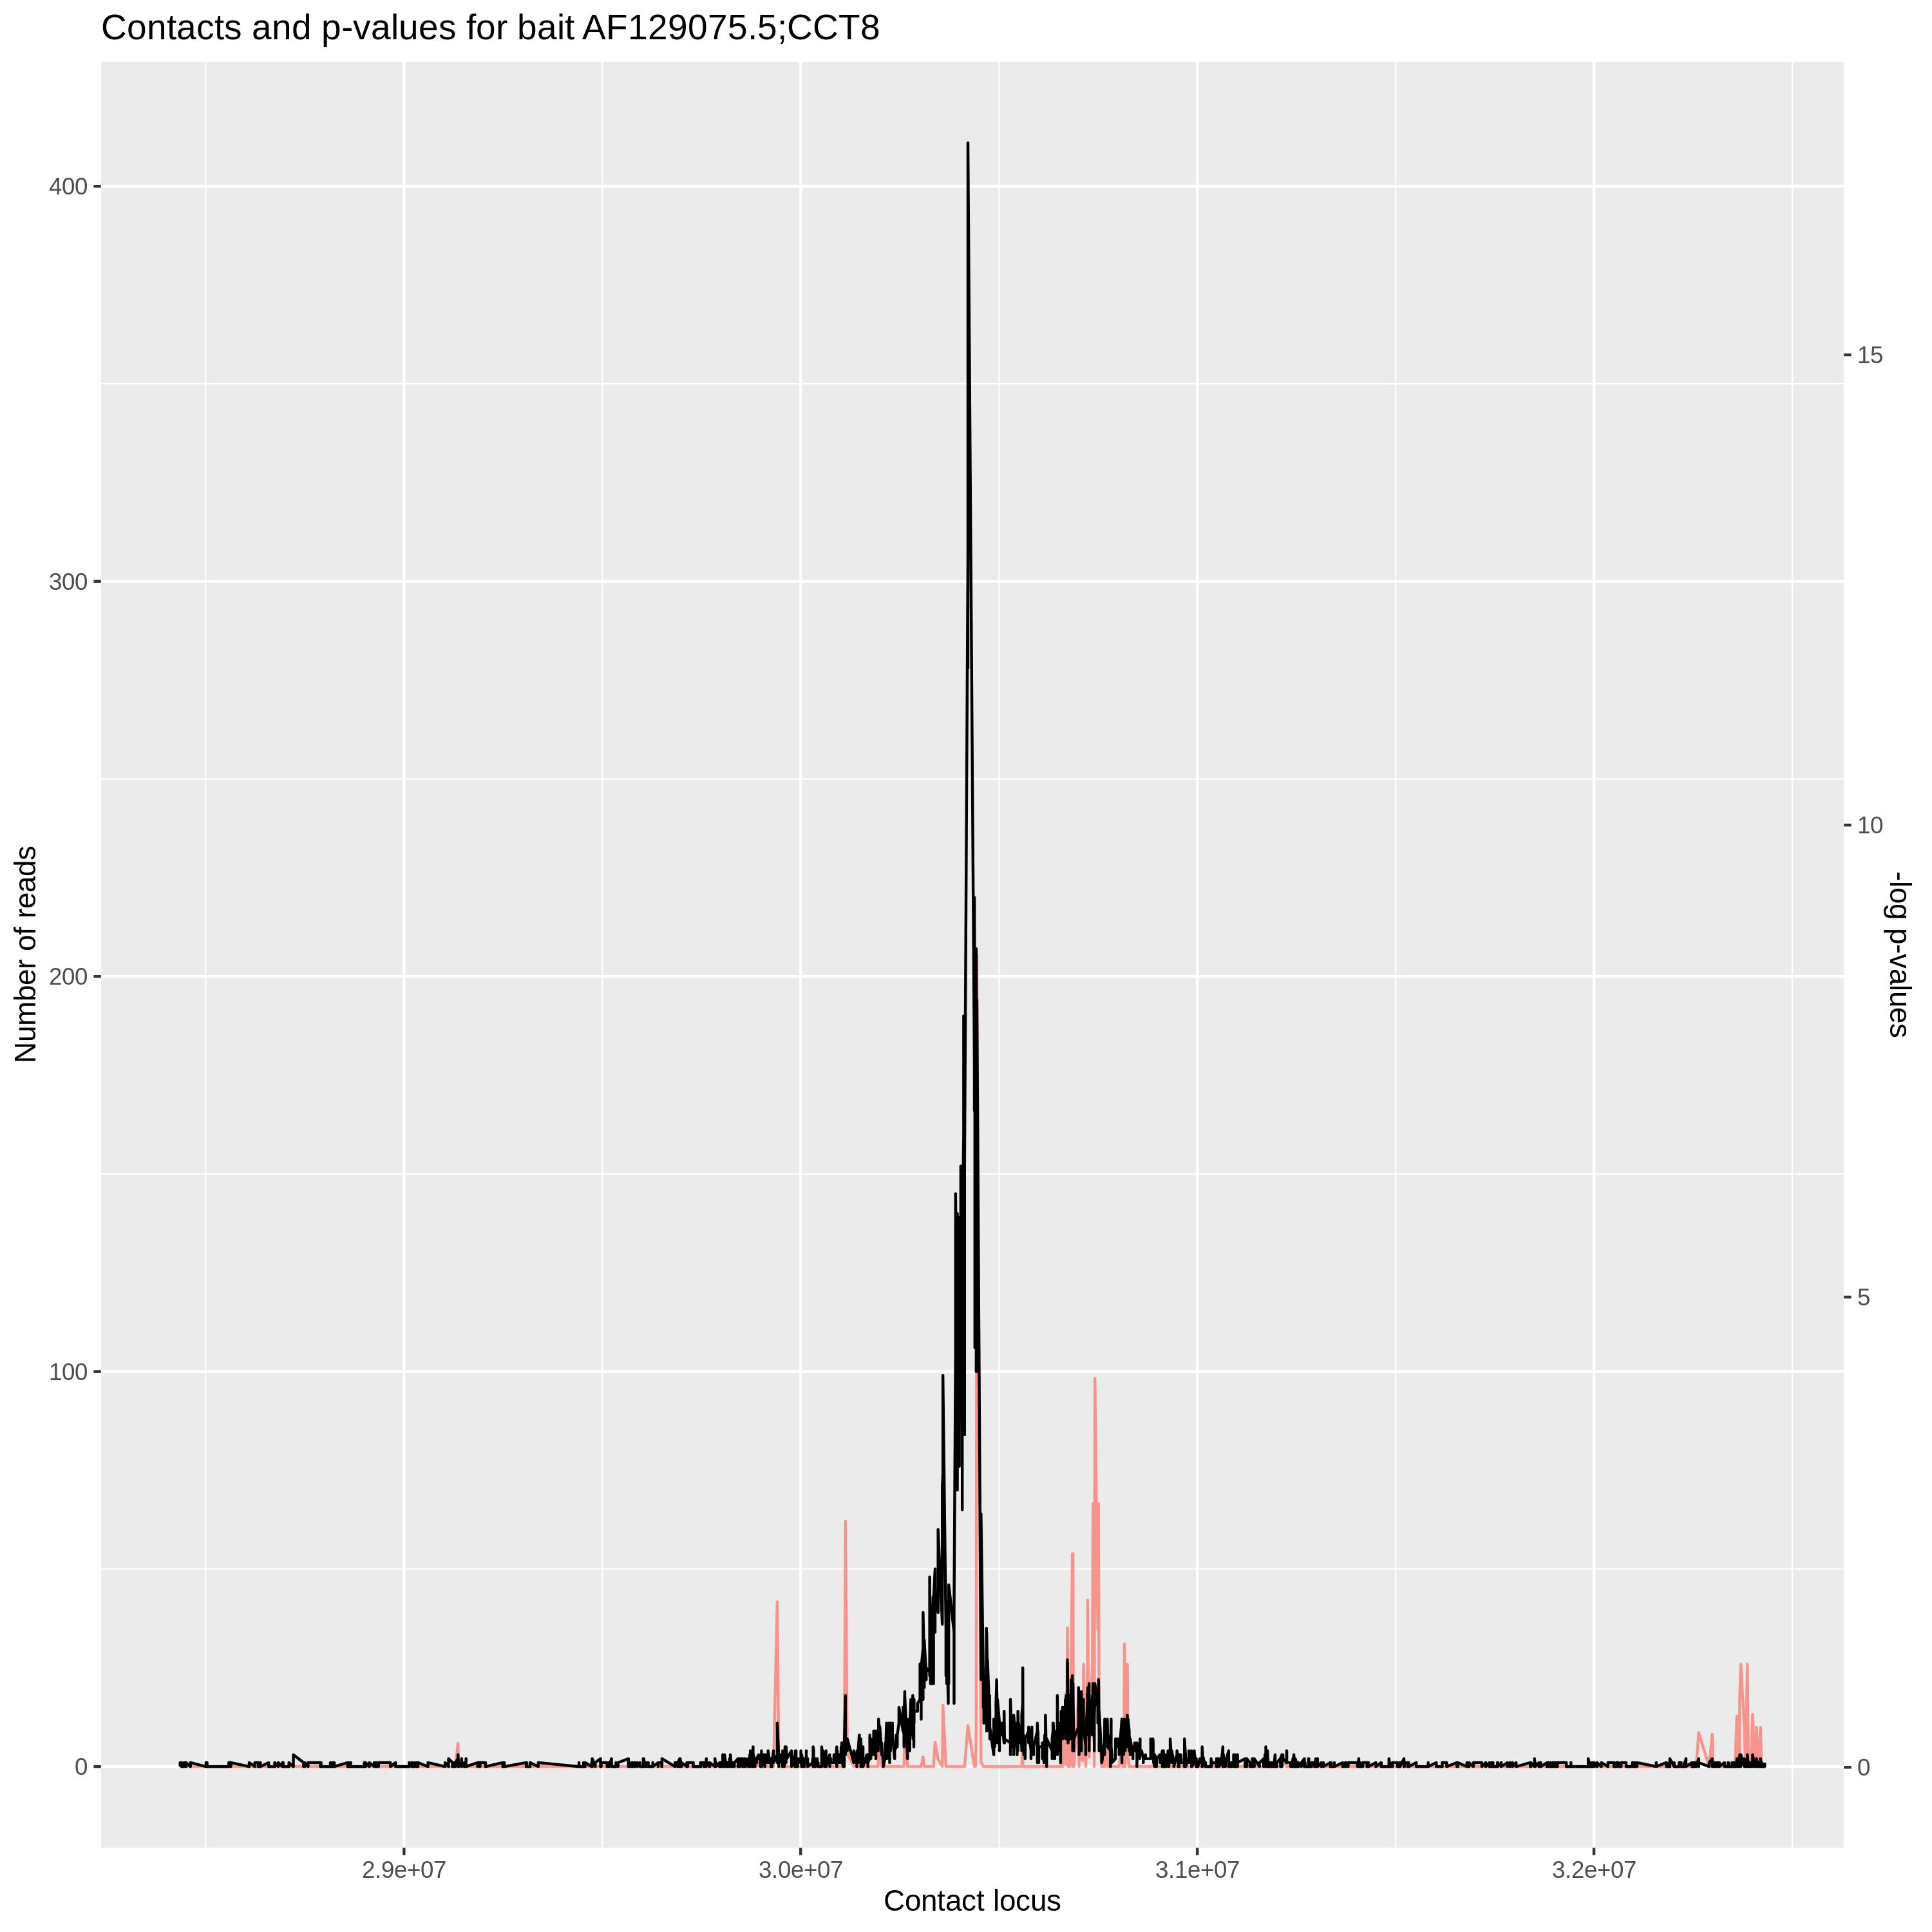 Contacts and p-values for bait AF129075.5;CCT8
400
300
200
100
0
Number of reads
15
10
5
0
-log p-values
2.9e+07
3.0e+07
3.1e+07
3.2e+07
Contact locus